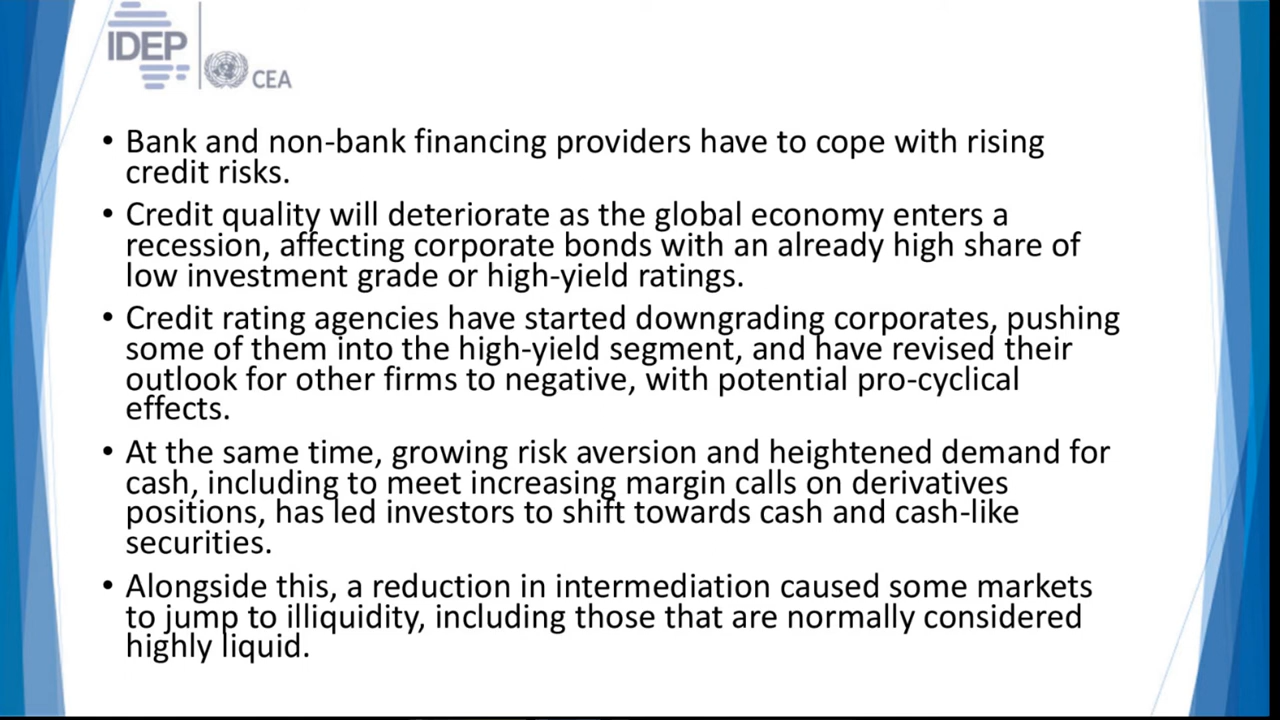 IDEP
CEA
• Bank and non-bank financing providers have to cope with rising
credit risks.
• Credit quality will deteriorate as the global economy enters a
recession, affecting corporate bonds with an already high share of
low investment grade or high-yield ratings.
• Credit rating agencies have started downgrading corporates, pushing
some of them into the high-yield segment, and have revised their
outlook for other firms to negative, with potential pro-cyclical
effects.
• At the same time, growing risk aversion and heightened demand for
cash, including to meet increasing margin calls on derivatives
positions, has led investors to shift towards cash and cash-like
securities.
• Alongside this, a reduction in intermediation caused some markets
to jump to illiquidity, including those that are normally considered
highly liquid.